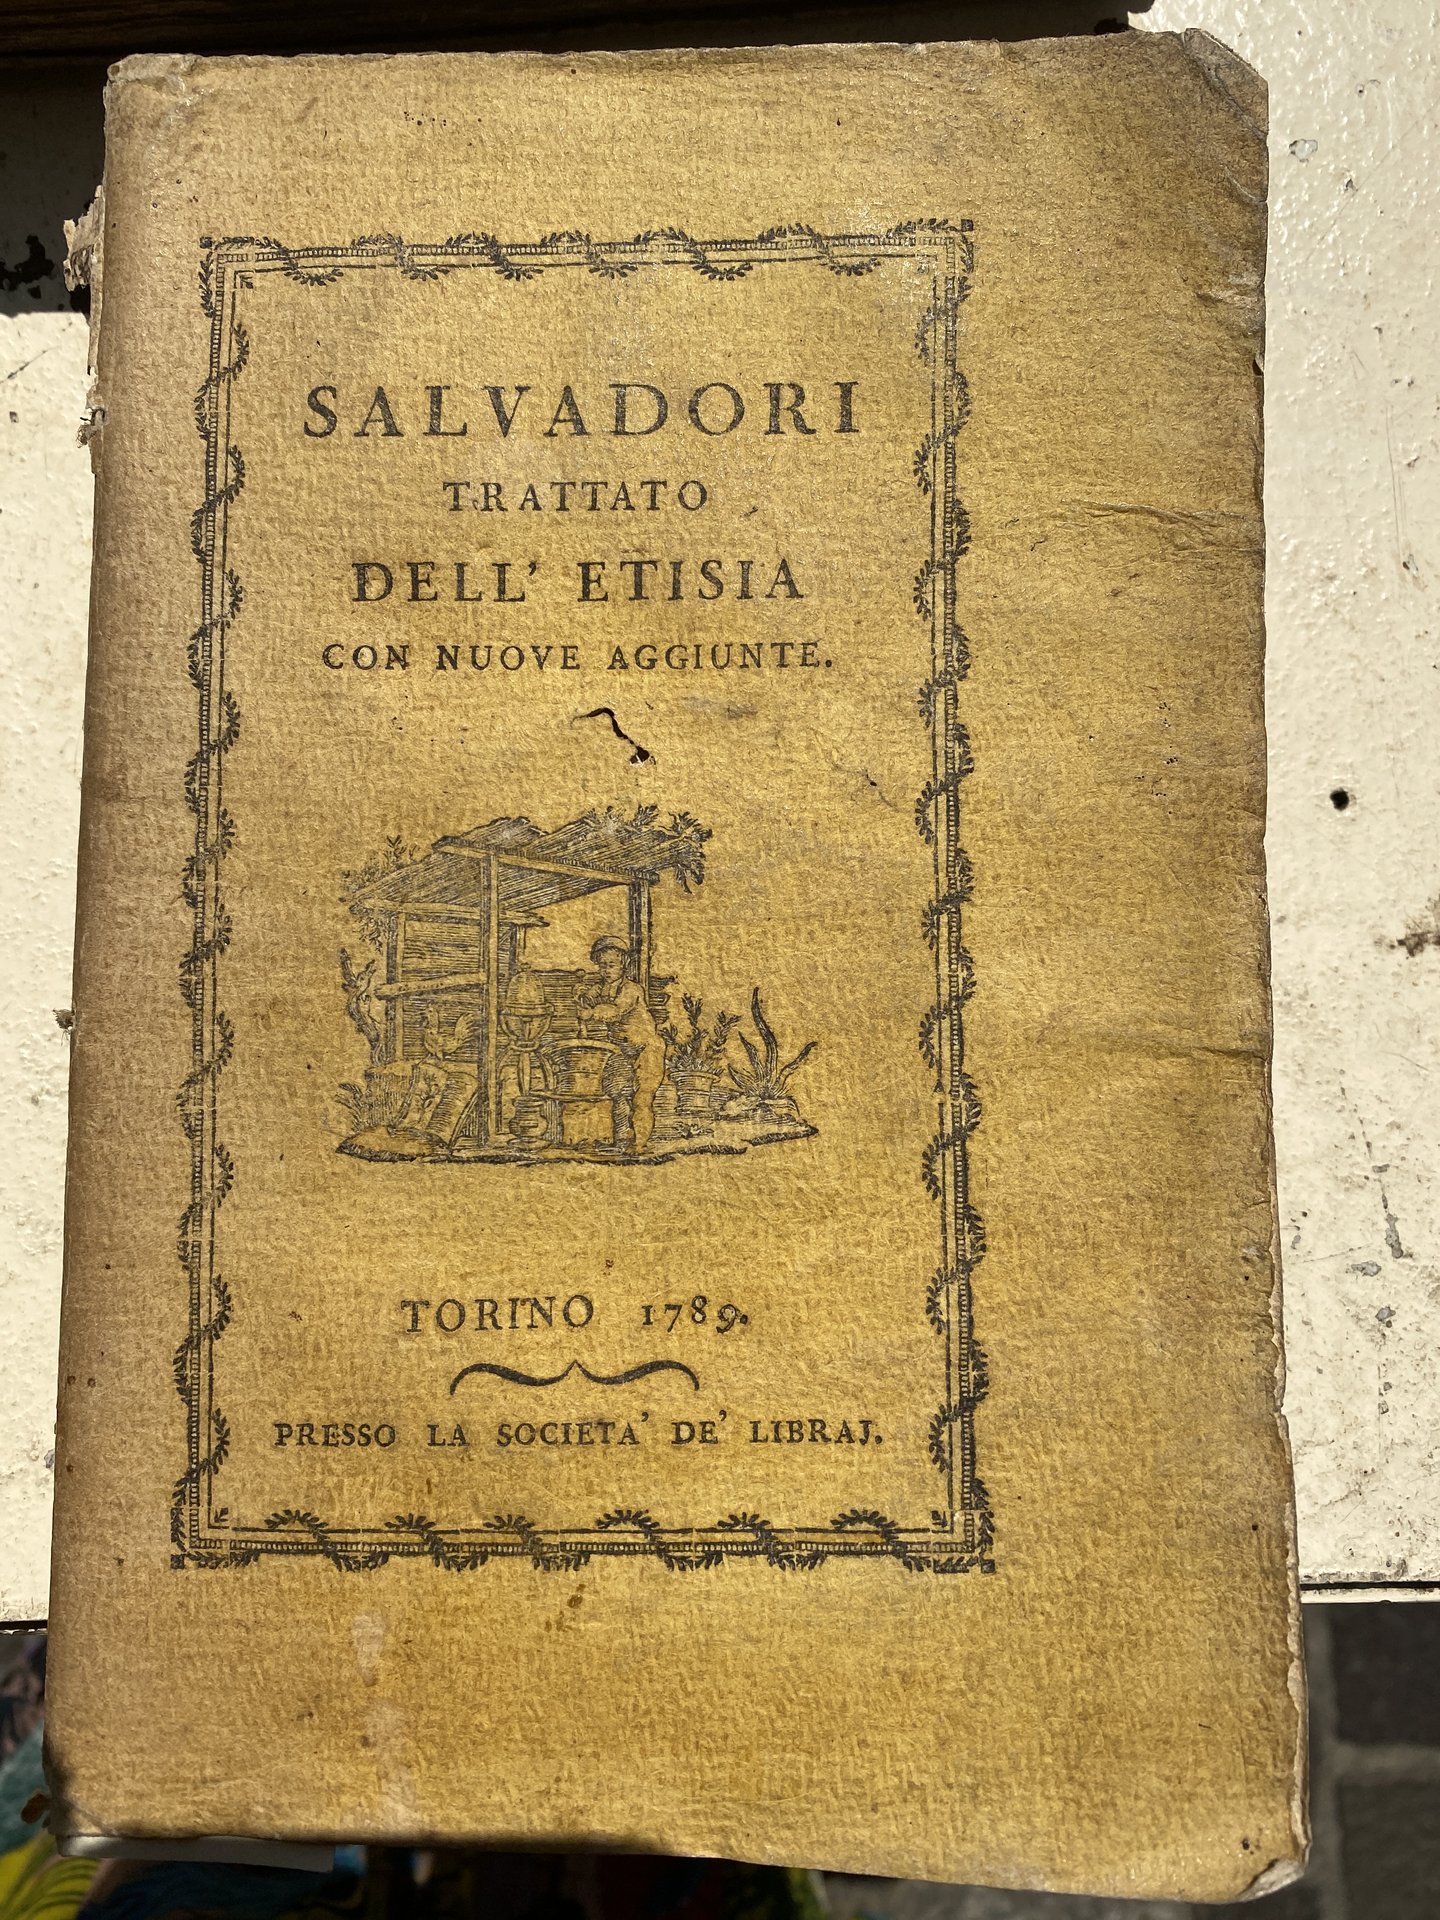 SALVADORI
TRATTATO
DELL' ETISIA
CON NUOVE AGGIUNTE.
TORINO 1789.
PRESSO LA SOCIETA' DE' LIBRAJ.